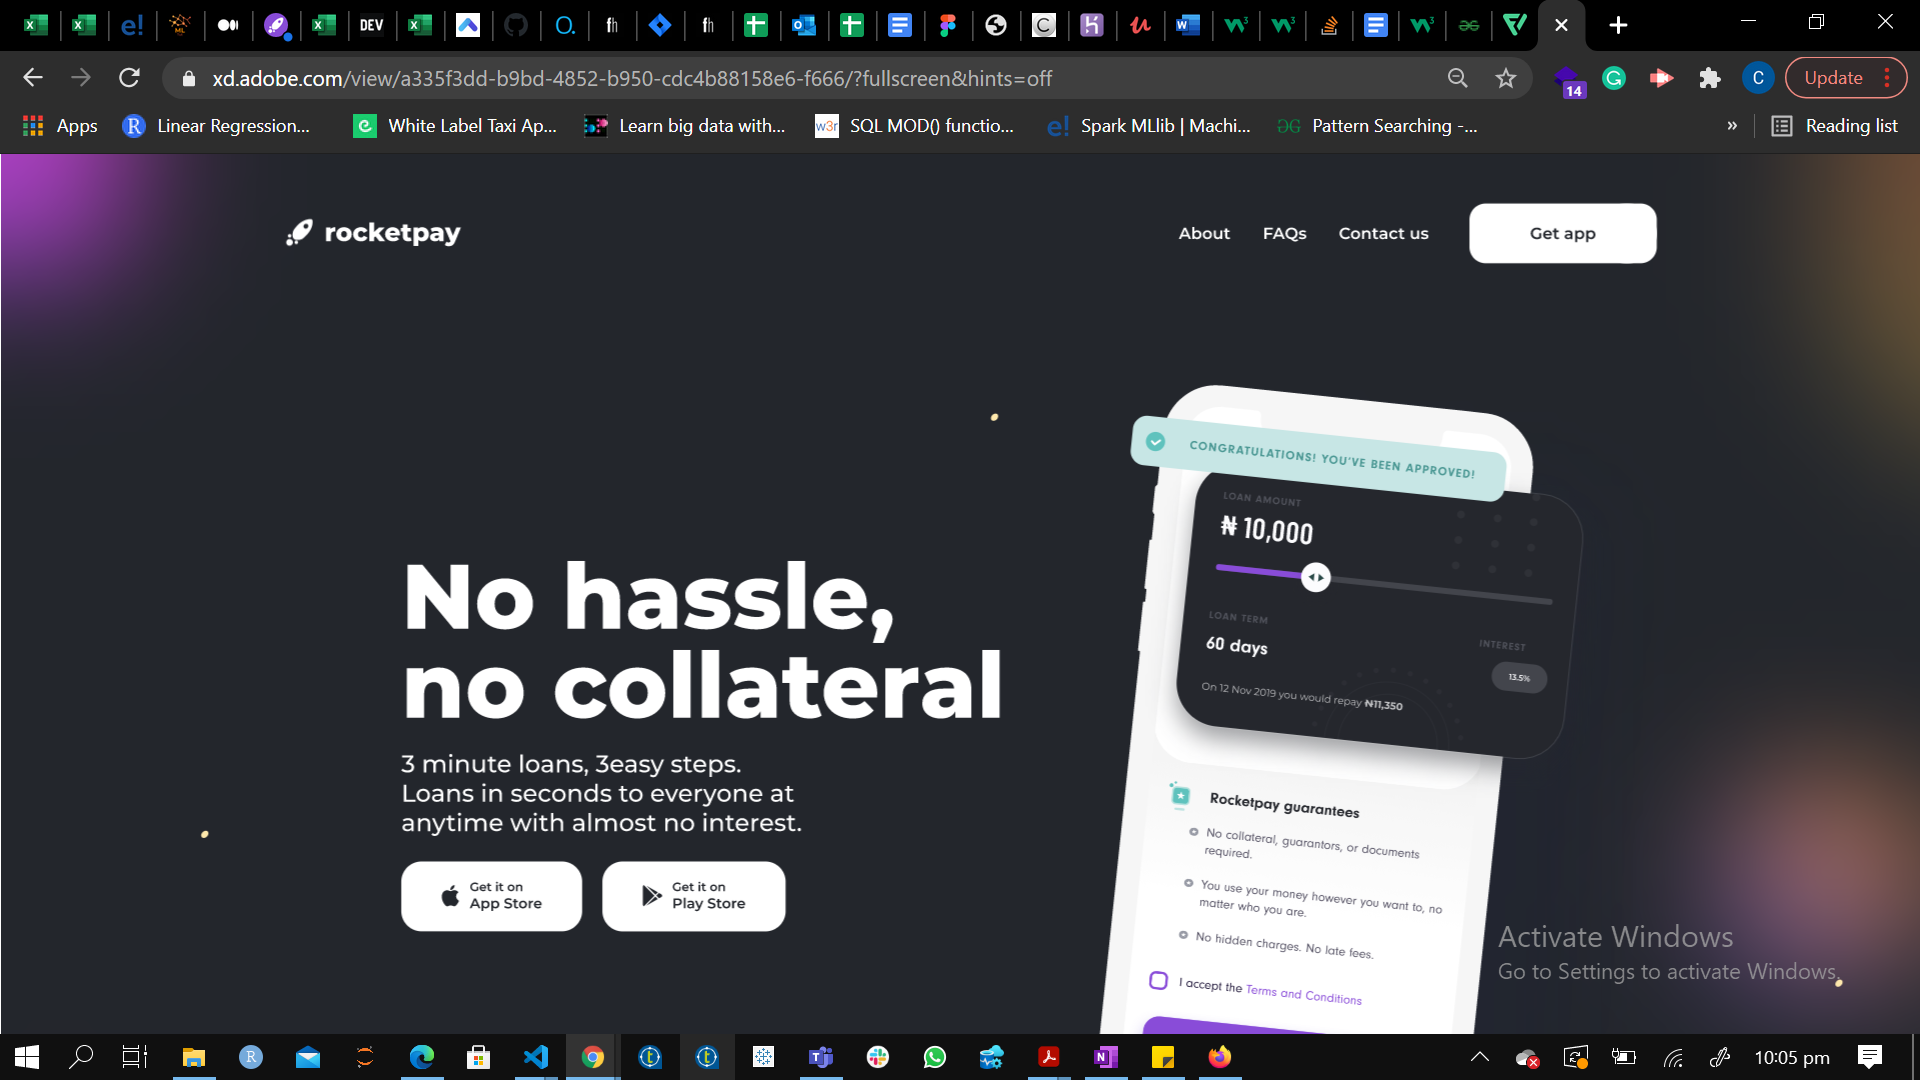 DEV
xd.adobe.com/view/a335f3dd-b9bd-4852-b950-cdc4b88158e6-f666/?fullscreen&hints=off
14
C
Update
Apps
Linear Regression...
White Label Taxi Ap...
Learn big data with...
w3r
SQL MOD() functio...
Spark MLlib | Machi...
Pattern Searching -...
»
Reading list
rocketpay
About
FAQs
Contact us
Get app
No hassle,
no collateral
3 minute loans, 3easy steps.
Loans in seconds to everyone at
anytime with almost no interest.
Get it on
App Store
Get it on
Play Store
CONGRATULATIONS! YOU'VE BEEN APPROVED!
LOAN AMOUNT
₦ 10,000
LOAN TERM
60 days
INTEREST
13.5%
On 12 Nov 2019 you would repay ₦11,350
Rocketpay guarantees
No collateral, guarantors, or documents
required.
You use your money however you want to, no
matter who you are.
No hidden charges. No late fees.
I accept the Terms and Conditions
Activate Windows
Go to Settings to activate Windows.
10:05 pm